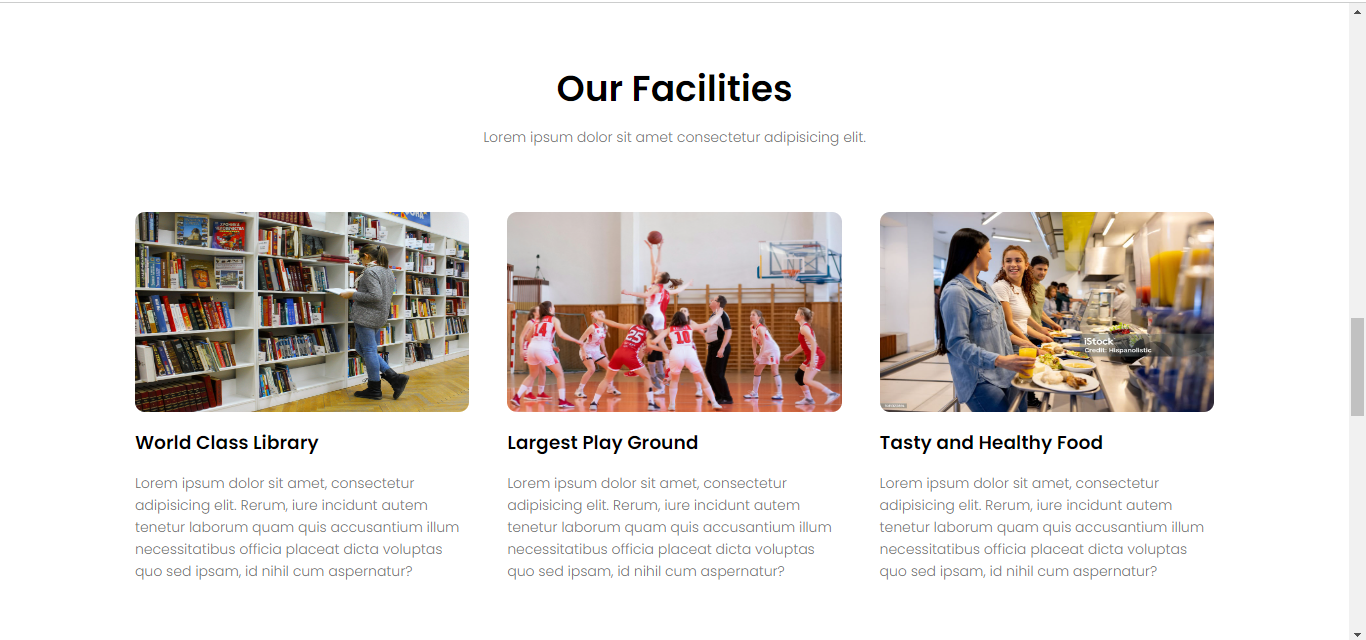 Our Facilities
Lorem ipsum dolor sit amet consectetur adipisicing elit.
14
25
10
iStock
Credit: Hispanolistic
World Class Library
Lorem ipsum dolor sit amet, consectetur
adipisicing elit. Rerum, iure incidunt autem
tenetur laborum quam quis accusantium illum
necessitatibus officia placeat dicta voluptas
quo sed ipsam, id nihil cum aspernatur?
Largest Play Ground
Lorem ipsum dolor sit amet, consectetur
adipisicing elit. Rerum, iure incidunt autem
tenetur laborum quam quis accusantium illum
necessitatibus officia placeat dicta voluptas
quo sed ipsam, id nihil cum aspernatur?
Tasty and Healthy Food
Lorem ipsum dolor sit amet, consectetur
adipisicing elit. Rerum, iure incidunt autem
tenetur laborum quam quis accusantium illum
necessitatibus officia placeat dicta voluptas
quo sed ipsam, id nihil cum aspernatur?